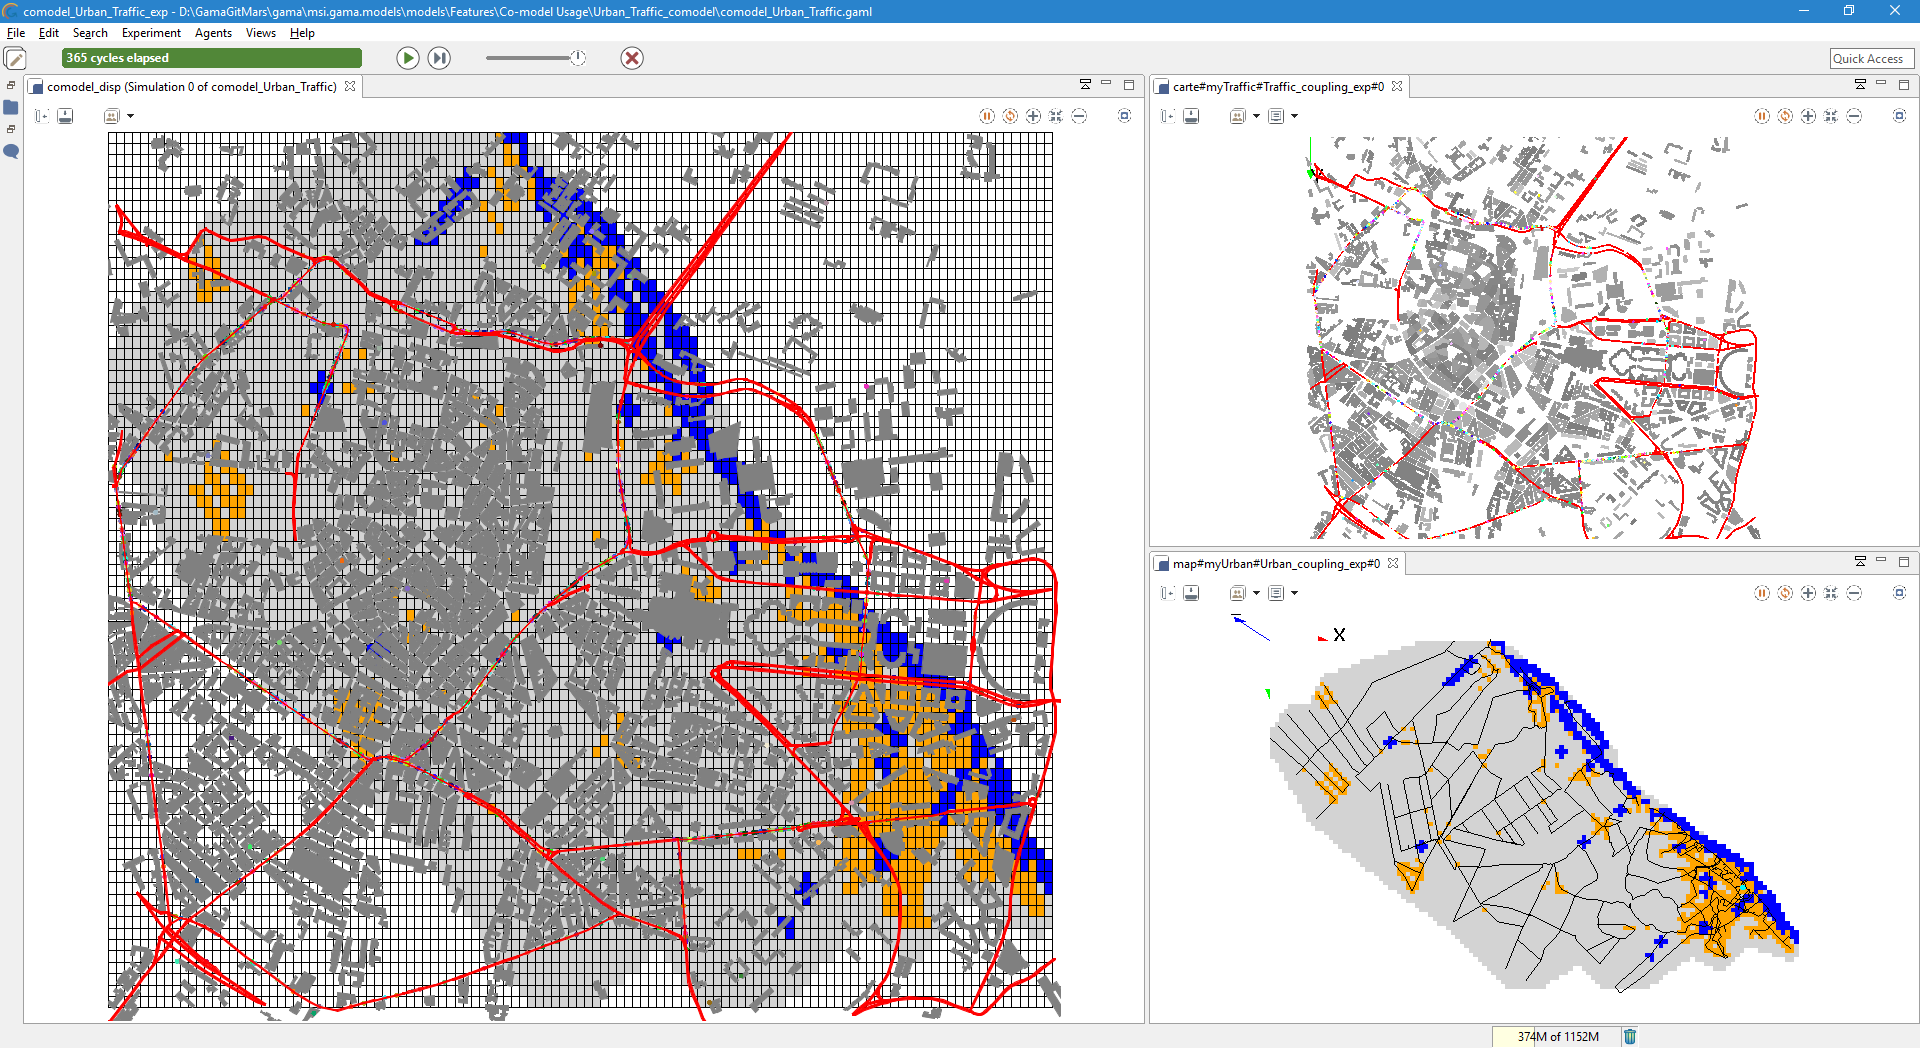 comodel_Urban_Traffic_exp - D:\GamaGitMars\gama\msi.gama.models\models\Features\Co-model Usage\Urban_Traffic_comodel\comodel_Urban_Traffic.gaml
File Edit Search Experiment Agents Views Help
365 cycles elapsed
Quick Access
comodel_disp (Simulation 0 of comodel_Urban_Traffic)
carte#myTraffic#Traffic_coupling_exp#0
map#myUrban#Urban_coupling_exp#0
X
374M of 1152M